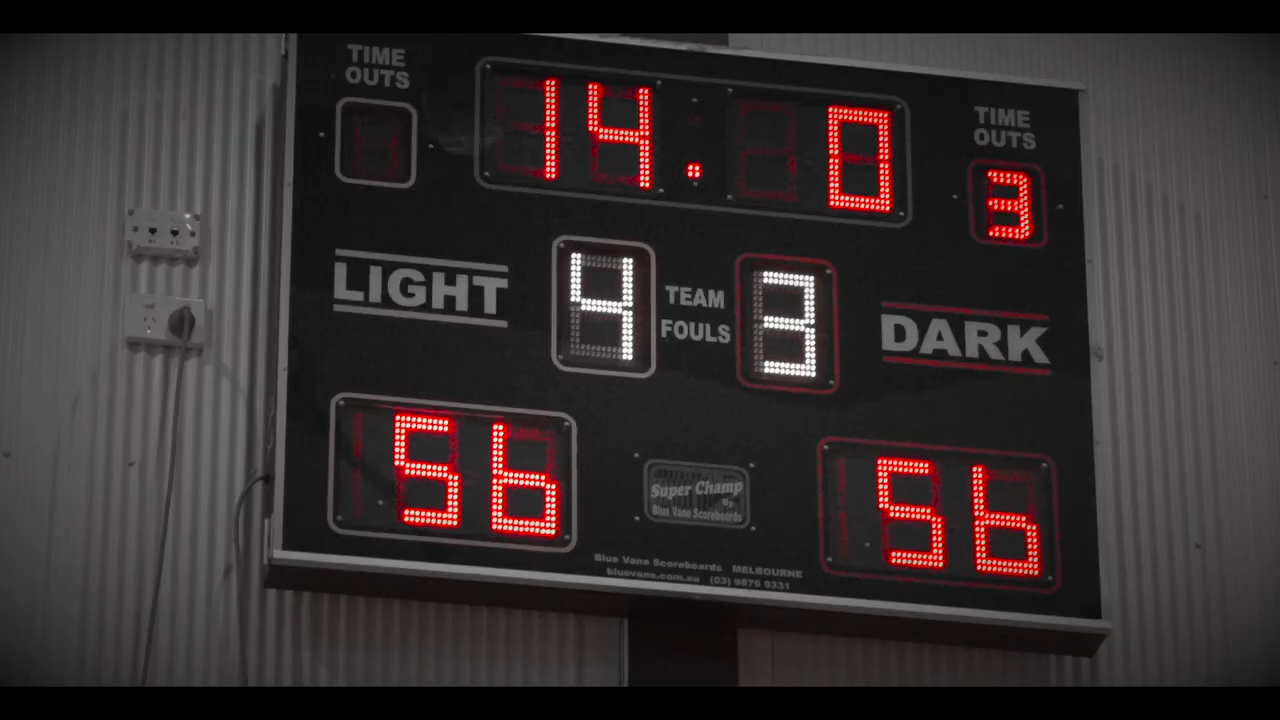 TIME
OUTS
14. 0
TIME
OUTS
3
LIGHT
4
TEAM
FOULS
3
DARK
56
Super Champ
By
Blue Vane Scoreboards
56
Blue Vane Scoreboards MELBOURNE
bluevane.com.au (03) 9879 9331